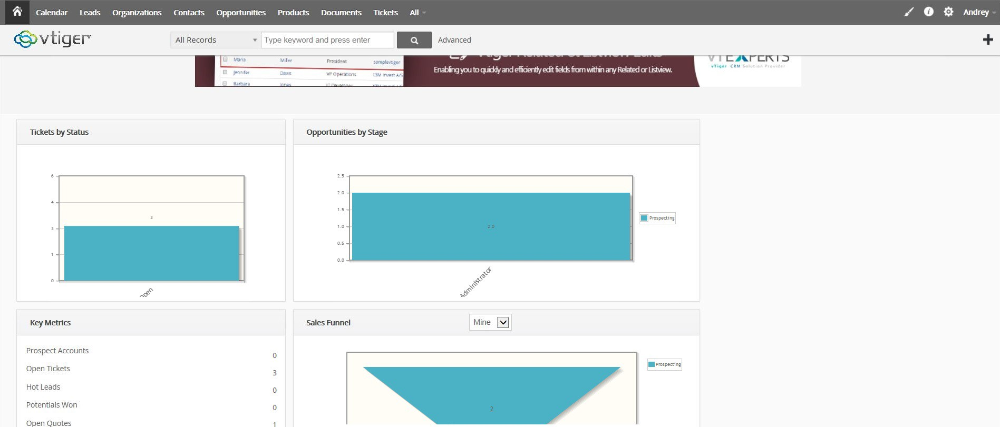 Calendar Leads Organizations Contacts Opportunities Products Documents Tickets All Andrey
vtiger All Records Type keyword and press enter Advanced
Maria Miller President samplevtiger
Jennifer Davis VP Operations t3M Invest A/S
Barbara Jones IT Developer
Vtiger Related & Listview Edits
Enabling you to quickly and efficiently edit fields from within any Related or Listview.
VTEXPERTS
vTiger CRM Solution Provider
Tickets by Status
6
4
3
1
0
3
Open
Opportunities by Stage
2.5
2.0
1.5
1.0
0.5
0.0
2.0
Administrator
Prospecting
Key Metrics
Prospect Accounts 0
Open Tickets 3
Hot Leads 0
Potentials Won 0
Open Quotes 1
Sales Funnel Mine
2
Prospecting